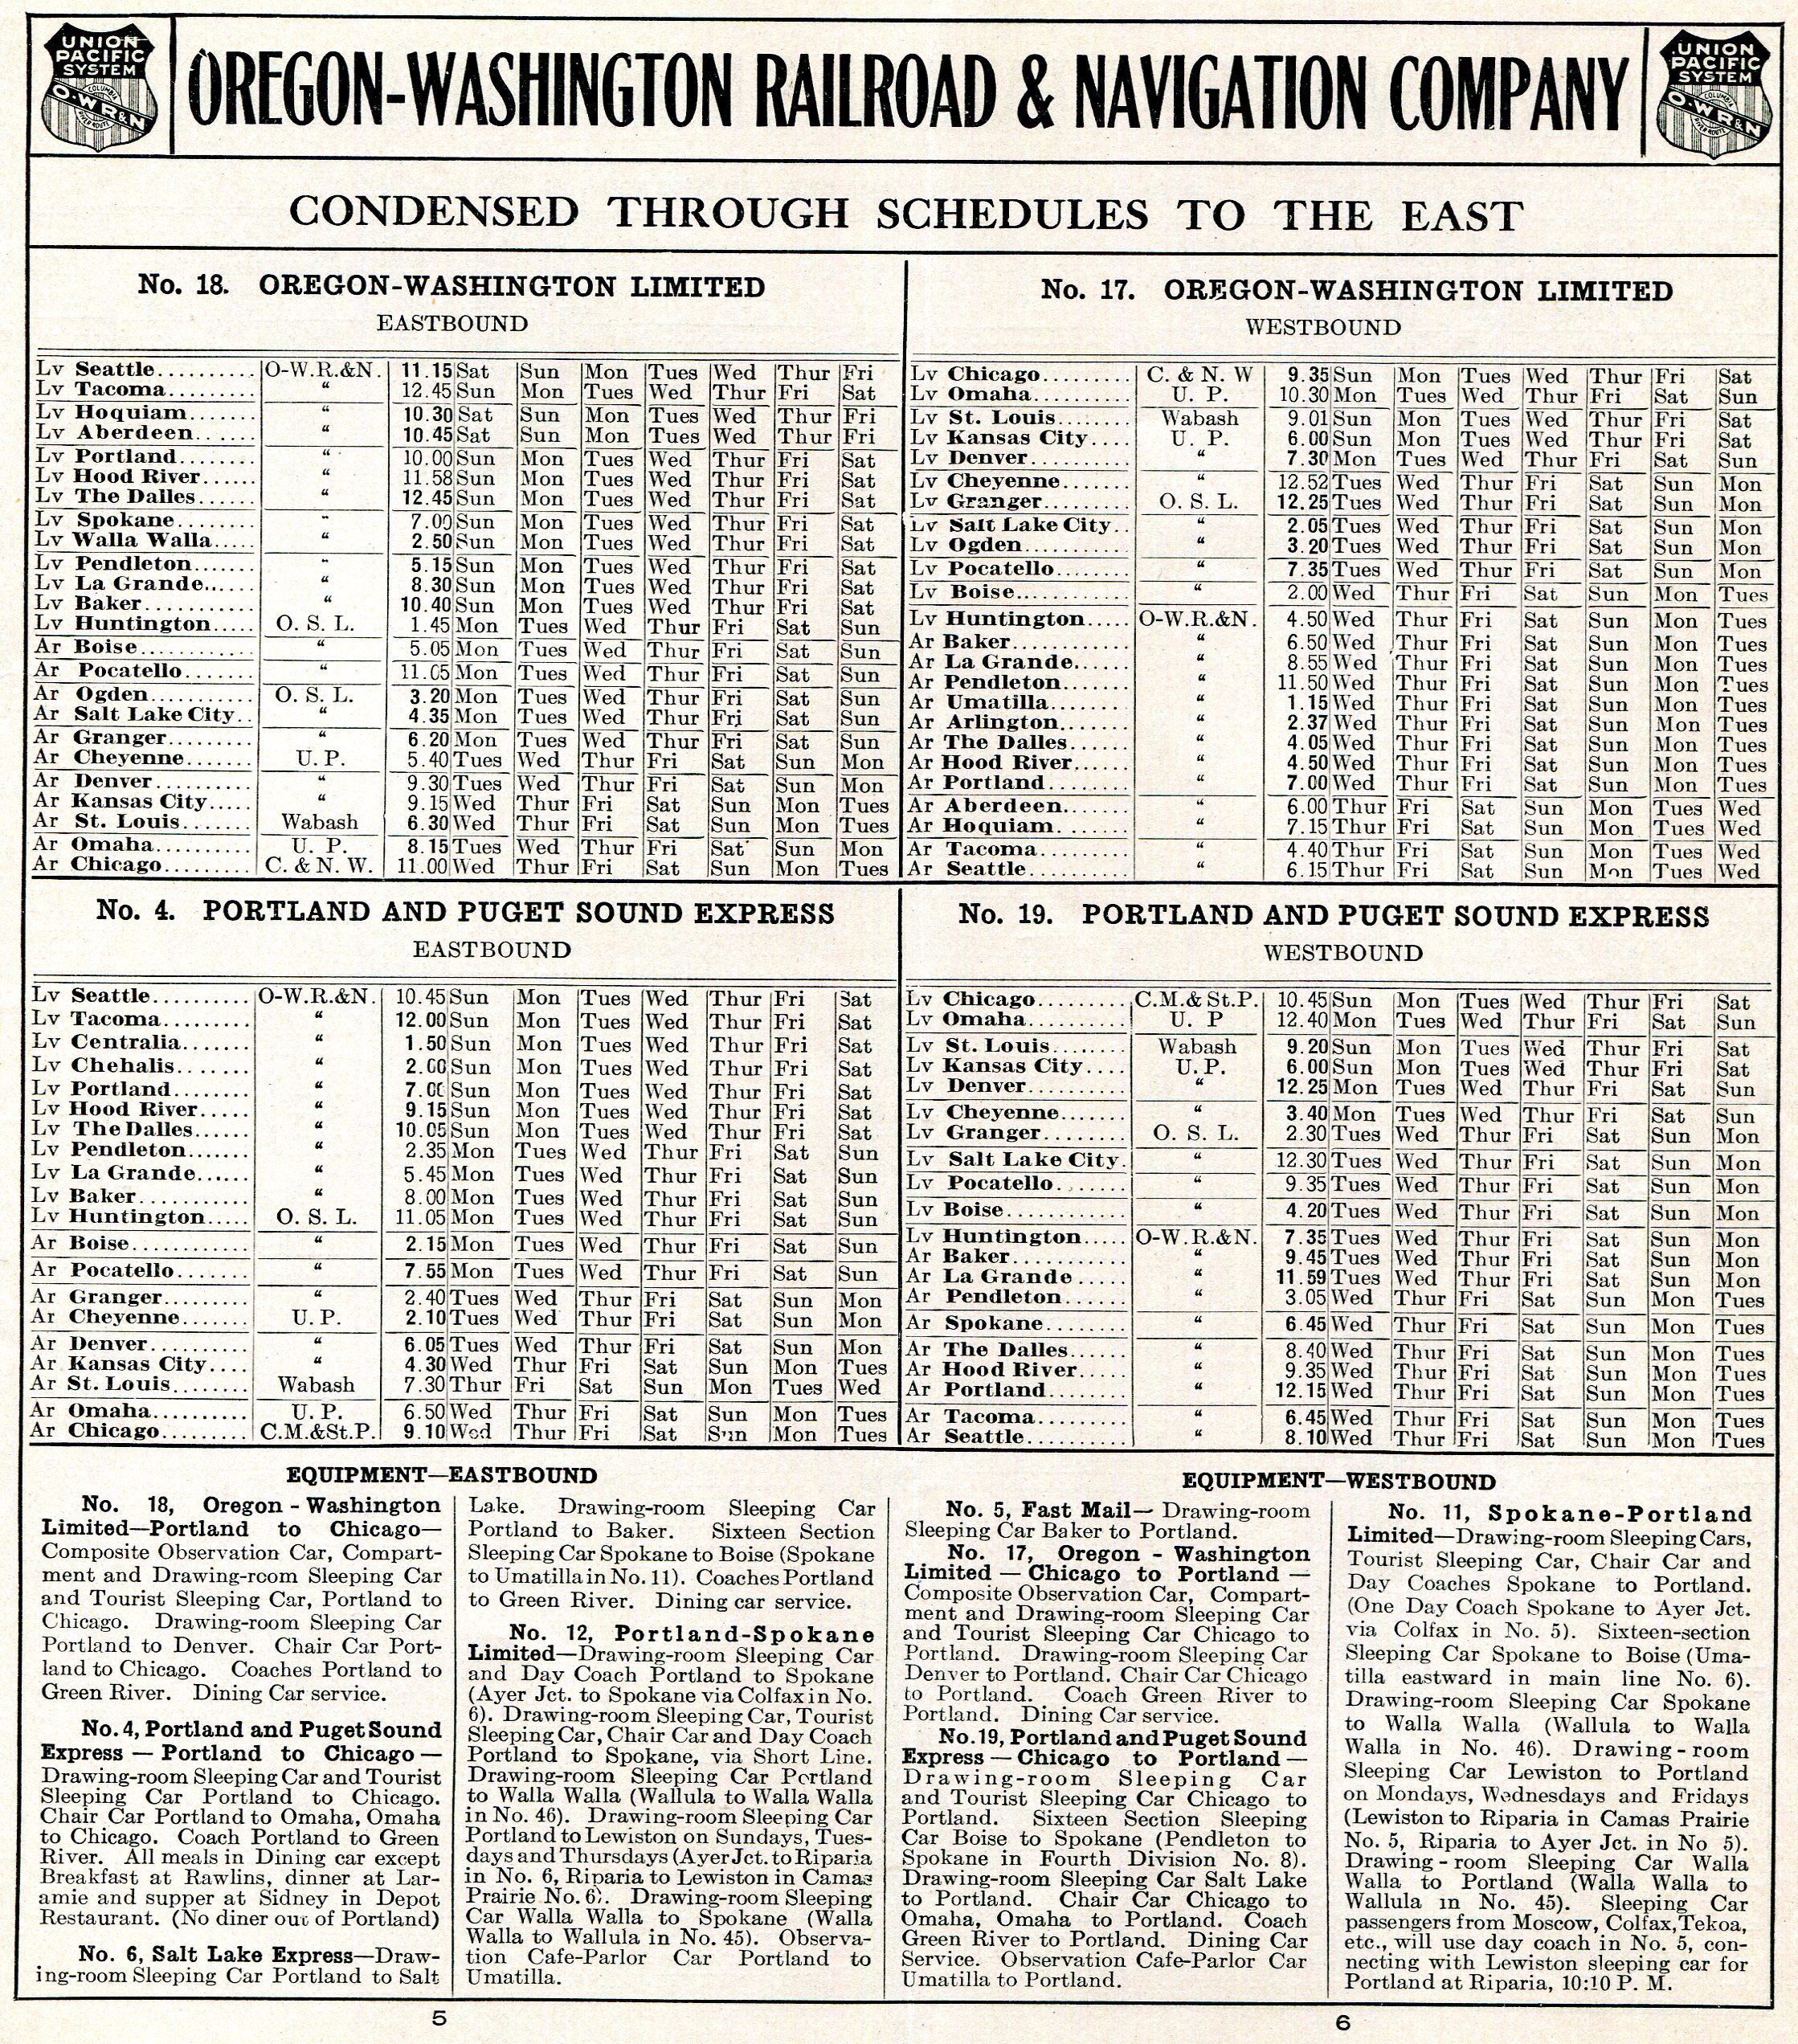 UNION
PACIFIC
SYSTEM
COLUMBIA
O-W R&N
RIVER ROUTE
OREGON-WASHINGTON RAILROAD & NAVIGATION COMPANY
UNION
PACIFIC
SYSTEM
COLUMBIA
O-W R&N
RIVER ROUTE
CONDENSED THROUGH SCHEDULES TO THE EAST
No. 18. OREGON-WASHINGTON LIMITED
EASTBOUND
Lv Seattle.......... O-W.R.&N. 11.15 Sat Sun Mon Tues Wed Thur Fri
Lv Tacoma......... “ 12.45 Sun Mon Tues Wed Thur Fri Sat
Lv Hoquiam....... “ 10.30 Sat Sun Mon Tues Wed Thur Fri
Lv Aberdeen...... “ 10.45 Sat Sun Mon Tues Wed Thur Fri
Lv Portland........ “ 10.00 Sun Mon Tues Wed Thur Fri Sat
Lv Hood River...... “ 11.58 Sun Mon Tues Wed Thur Fri Sat
Lv The Dalles...... “ 12.45 Sun Mon Tues Wed Thur Fri Sat
Lv Spokane........ “ 7.00 Sun Mon Tues Wed Thur Fri Sat
Lv Walla Walla..... “ 2.50 Sun Mon Tues Wed Thur Fri Sat
Lv Pendleton....... “ 5.15 Sun Mon Tues Wed Thur Fri Sat
Lv La Grande...... “ 8.30 Sun Mon Tues Wed Thur Fri Sat
Lv Baker........... “ 10.40 Sun Mon Tues Wed Thur Fri Sat
Lv Huntington..... O. S. L. 1.45 Mon Tues Wed Thur Fri Sat Sun
Ar Boise............ “ 5.05 Mon Tues Wed Thur Fri Sat Sun
Ar Pocatello....... “ 11.05 Mon Tues Wed Thur Fri Sat Sun
Ar Ogden.......... O. S. L. 3.20 Mon Tues Wed Thur Fri Sat Sun
Ar Salt Lake City.. “ 4.35 Mon Tues Wed Thur Fri Sat Sun
Ar Granger........ “ 6.20 Mon Tues Wed Thur Fri Sat Sun
Ar Cheyenne....... U. P. 5.40 Tues Wed Thur Fri Sat Sun Mon
Ar Denver......... “ 9.30 Tues Wed Thur Fri Sat Sun Mon
Ar Kansas City.... “ 9.15 Wed Thur Fri Sat Sun Mon Tues
Ar St. Louis....... Wabash 6.30 Wed Thur Fri Sat Sun Mon Tues
Ar Omaha.......... U. P. 8.15 Tues Wed Thur Fri Sat Sun Mon
Ar Chicago......... C. & N. W. 11.00 Wed Thur Fri Sat Sun Mon Tues
No. 17. OREGON-WASHINGTON LIMITED
WESTBOUND
Lv Chicago......... C. & N. W 9.35 Sun Mon Tues Wed Thur Fri Sat
Lv Omaha.......... U. P. 10.30 Mon Tues Wed Thur Fri Sat Sun
Lv St. Louis........ Wabash 9.01 Sun Mon Tues Wed Thur Fri Sat
Lv Kansas City.... U. P. 6.00 Sun Mon Tues Wed Thur Fri Sat
Lv Denver.......... “ 7.30 Mon Tues Wed Thur Fri Sat Sun
Lv Cheyenne....... “ 12.52 Tues Wed Thur Fri Sat Sun Mon
Lv Granger......... O. S. L. 12.25 Tues Wed Thur Fri Sat Sun Mon
Lv Salt Lake City.. “ 2.05 Tues Wed Thur Fri Sat Sun Mon
Lv Ogden.......... “ 3.20 Tues Wed Thur Fri Sat Sun Mon
Lv Pocatello....... “ 7.35 Tues Wed Thur Fri Sat Sun Mon
Lv Boise............ “ 2.00 Wed Thur Fri Sat Sun Mon Tues
Lv Huntington..... O-W.R.&N. 4.50 Wed Thur Fri Sat Sun Mon Tues
Ar Baker........... “ 6.50 Wed Thur Fri Sat Sun Mon Tues
Ar La Grande...... “ 8.55 Wed Thur Fri Sat Sun Mon Tues
Ar Pendleton....... “ 11.50 Wed Thur Fri Sat Sun Mon Tues
Ar Umatilla........ “ 1.15 Wed Thur Fri Sat Sun Mon Tues
Ar Arlington....... “ 2.37 Wed Thur Fri Sat Sun Mon Tues
Ar The Dalles...... “ 4.05 Wed Thur Fri Sat Sun Mon Tues
Ar Hood River...... “ 4.50 Wed Thur Fri Sat Sun Mon Tues
Ar Portland........ “ 7.00 Wed Thur Fri Sat Sun Mon Tues
Ar Aberdeen....... “ 6.00 Thur Fri Sat Sun Mon Tues Wed
Ar Hoquiam........ “ 7.15 Thur Fri Sat Sun Mon Tues Wed
Ar Tacoma......... “ 4.40 Thur Fri Sat Sun Mon Tues Wed
Ar Seattle.......... “ 6.15 Thur Fri Sat Sun Mon Tues Wed
No. 4. PORTLAND AND PUGET SOUND EXPRESS
EASTBOUND
Lv Seattle.......... O-W.R.&N. 10.45 Sun Mon Tues Wed Thur Fri Sat
Lv Tacoma......... “ 12.00 Sun Mon Tues Wed Thur Fri Sat
Lv Centralia....... “ 1.50 Sun Mon Tues Wed Thur Fri Sat
Lv Chehalis........ “ 2.00 Sun Mon Tues Wed Thur Fri Sat
Lv Portland........ “ 7.00 Sun Mon Tues Wed Thur Fri Sat
Lv Hood River..... “ 9.15 Sun Mon Tues Wed Thur Fri Sat
Lv The Dalles...... “ 10.05 Sun Mon Tues Wed Thur Fri Sat
Lv Pendleton....... “ 2.35 Mon Tues Wed Thur Fri Sat Sun
Lv La Grande...... “ 5.45 Mon Tues Wed Thur Fri Sat Sun
Lv Baker........... “ 8.00 Mon Tues Wed Thur Fri Sat Sun
Lv Huntington..... O. S. L. 11.05 Mon Tues Wed Thur Fri Sat Sun
Ar Boise............ “ 2.15 Mon Tues Wed Thur Fri Sat Sun
Ar Pocatello....... “ 7.55 Mon Tues Wed Thur Fri Sat Sun
Ar Granger........ “ 2.40 Tues Wed Thur Fri Sat Sun Mon
Ar Cheyenne....... U. P. 2.10 Tues Wed Thur Fri Sat Sun Mon
Ar Denver.......... “ 6.05 Tues Wed Thur Fri Sat Sun Mon
Ar Kansas City.... “ 4.30 Wed Thur Fri Sat Sun Mon Tues
Ar St. Louis........ Wabash 7.30 Thur Fri Sat Sun Mon Tues Wed
Ar Omaha.......... U. P. 6.50 Wed Thur Fri Sat Sun Mon Tues
Ar Chicago......... C.M.&St.P. 9.10 Wed Thur Fri Sat Sun Mon Tues
No. 19. PORTLAND AND PUGET SOUND EXPRESS
WESTBOUND
Lv Chicago......... C.M.& St.P. 10.45 Sun Mon Tues Wed Thur Fri Sat
Lv Omaha.......... U. P 12.40 Mon Tues Wed Thur Fri Sat Sun
Lv St. Louis........ Wabash 9.20 Sun Mon Tues Wed Thur Fri Sat
Lv Kansas City.... U. P. 6.00 Sun Mon Tues Wed Thur Fri Sat
Lv Denver.......... “ 12.25 Mon Tues Wed Thur Fri Sat Sun
Lv Cheyenne....... “ 3.40 Mon Tues Wed Thur Fri Sat Sun
Lv Granger........ O. S. L. 2.30 Tues Wed Thur Fri Sat Sun Mon
Lv Salt Lake City. “ 12.30 Tues Wed Thur Fri Sat Sun Mon
Lv Pocatello....... “ 9.35 Tues Wed Thur Fri Sat Sun Mon
Lv Boise............ “ 4.20 Tues Wed Thur Fri Sat Sun Mon
Lv Huntington..... O-W.R.&N. 7.35 Tues Wed Thur Fri Sat Sun Mon
Ar Baker........... “ 9.45 Tues Wed Thur Fri Sat Sun Mon
Ar La Grande...... “ 11.59 Tues Wed Thur Fri Sat Sun Mon
Ar Pendleton...... “ 3.05 Wed Thur Fri Sat Sun Mon Tues
Ar Spokane........ “ 6.45 Wed Thur Fri Sat Sun Mon Tues
Ar The Dalles...... “ 8.40 Wed Thur Fri Sat Sun Mon Tues
Ar Hood River..... “ 9.35 Wed Thur Fri Sat Sun Mon Tues
Ar Portland........ “ 12.15 Wed Thur Fri Sat Sun Mon Tues
Ar Tacoma......... “ 6.45 Wed Thur Fri Sat Sun Mon Tues
Ar Seattle.......... “ 8.10 Wed Thur Fri Sat Sun Mon Tues
EQUIPMENT—EASTBOUND
No. 18, Oregon - Washington
Limited—Portland to Chicago—
Composite Observation Car, Compart-
ment and Drawing-room Sleeping Car
and Tourist Sleeping Car, Portland to
Chicago. Drawing-room Sleeping Car
Portland to Denver. Chair Car Port-
land to Chicago. Coaches Portland to
Green River. Dining Car service.
No. 4, Portland and Puget Sound
Express — Portland to Chicago —
Drawing-room Sleeping Car and Tourist
Sleeping Car Portland to Chicago.
Chair Car Portland to Omaha, Omaha
to Chicago. Coach Portland to Green
River. All meals in Dining car except
Breakfast at Rawlins, dinner at Lar-
amie and supper at Sidney in Depot
Restaurant. (No diner out of Portland)
No. 6, Salt Lake Express—Draw-
ing-room Sleeping Car Portland to Salt
Lake. Drawing-room Sleeping Car
Portland to Baker. Sixteen Section
Sleeping Car Spokane to Boise (Spokane
to Umatilla in No. 11). Coaches Portland
to Green River. Dining car service.
No. 12, Portland-Spokane
Limited—Drawing-room Sleeping Car
and Day Coach Portland to Spokane
(Ayer Jct. to Spokane via Colfax in No.
6). Drawing-room Sleeping Car, Tourist
Sleeping Car, Chair Car and Day Coach
Portland to Spokane, via Short Line.
Drawing-room Sleeping Car Portland
to Walla Walla (Wallula to Walla Walla
in No. 46). Drawing-room Sleeping Car
Portland to Lewiston on Sundays, Tues-
days and Thursdays (Ayer Jct. to Riparia
in No. 6, Riparia to Lewiston in Camas
Prairie No. 6). Drawing-room Sleeping
Car Walla Walla to Spokane (Walla
Walla to Wallula in No. 45). Observa-
tion Cafe-Parlor Car Portland to
Umatilla.
EQUIPMENT—WESTBOUND
No. 5, Fast Mail— Drawing-room
Sleeping Car Baker to Portland.
No. 17, Oregon - Washington
Limited — Chicago to Portland —
Composite Observation Car, Compart-
ment and Drawing-room Sleeping Car
and Tourist Sleeping Car Chicago to
Portland. Drawing-room Sleeping Car
Denver to Portland. Chair Car Chicago
to Portland. Coach Green River to
Portland. Dining Car service.
No. 19, Portland and Puget Sound
Express — Chicago to Portland —
Drawing-room Sleeping Car
and Tourist Sleeping Car Chicago to
Portland. Sixteen Section Sleeping
Car Boise to Spokane (Pendleton to
Spokane in Fourth Division No. 8).
Drawing-room Sleeping Car Salt Lake
to Portland. Chair Car Chicago to
Omaha, Omaha to Portland. Coach
Green River to Portland. Dining Car
Service. Observation Cafe-Parlor Car
Umatilla to Portland.
No. 11, Spokane-Portland
Limited—Drawing-room Sleeping Cars,
Tourist Sleeping Car, Chair Car and
Day Coaches Spokane to Portland.
(One Day Coach Spokane to Ayer Jct.
via Colfax in No. 5). Sixteen-section
Sleeping Car Spokane to Boise (Uma-
tilla eastward in main line No. 6).
Drawing-room Sleeping Car Spokane
to Walla Walla (Wallula to Walla
Walla in No. 46). Drawing - room
Sleeping Car Lewiston to Portland
on Mondays, Wednesdays and Fridays
(Lewiston to Riparia in Camas Prairie
No. 5, Riparia to Ayer Jct. in No 5).
Drawing - room Sleeping Car Walla
Walla to Portland (Walla Walla to
Wallula in No. 45). Sleeping Car
passengers from Moscow, Colfax, Tekoa,
etc., will use day coach in No. 5, con-
necting with Lewiston sleeping car for
Portland at Riparia, 10:10 P. M.
5
6